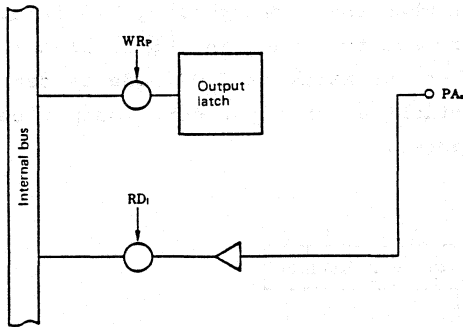 WRP
Output
latch
PAn
Internal bus
RDI